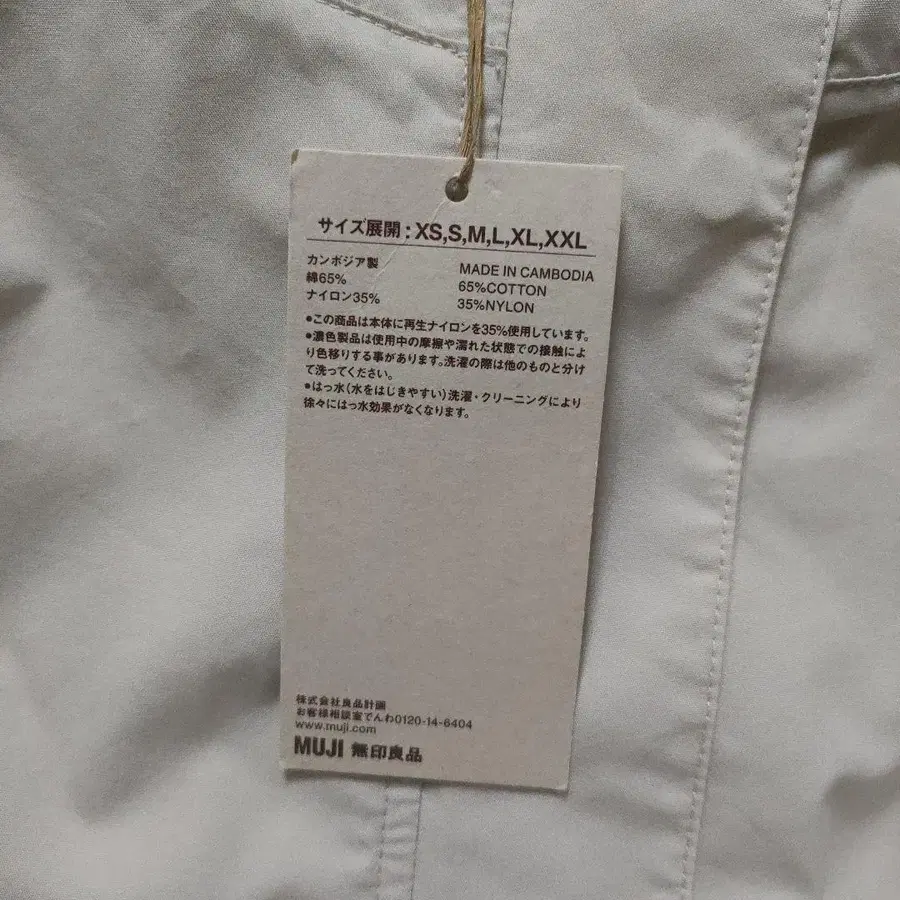 サイズ展開：XS,S,M,L,XL,XXL
カンボジア製
綿65%
ナイロン35%
MADE IN CAMBODIA
65%COTTON
35%NYLON
●この商品は本体に再生ナイロンを35%使用しています。
●濃色製品は使用中の摩擦や濡れた状態での接触によ
り色移りする事があります。洗濯の際は他のものと分け
て洗ってください。
●はっ水（水をはじきやすい）洗濯・クリーニングにより
徐々にはっ水効果がなくなります。
株式会社良品計画
お客様相談室でんわ0120-14-6404
www.muji.com
MUJI 無印良品